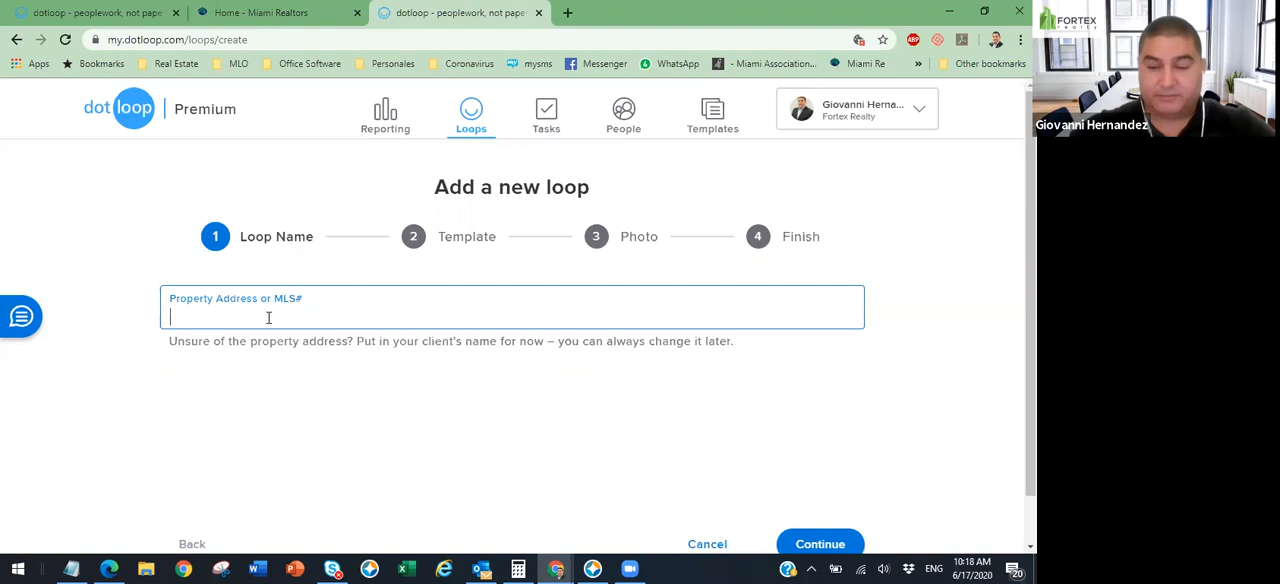 dotloop - peoplework, not pape
Home - Miami Realtors
dotloop - peoplework, not pape
my.dotloop.com/loops/create
ABP
Apps
Bookmarks
Real Estate
MLO
Office Software
Personales
Coronavirus
mysms
Messenger
WhatsApp
- Miami Association...
Miami Re
»
Other bookmarks
dotloop
Premium
Reporting
Loops
Tasks
People
Templates
Giovanni Herna...
Fortex Realty
Add a new loop
1 Loop Name
2 Template
3 Photo
4 Finish
Property Address or MLS#
Unsure of the property address? Put in your client's name for now – you can always change it later.
Back
Cancel
Continue
ENG
10:18 AM
6/17/2020
20
FORTEX
realty
Giovanni Hernandez